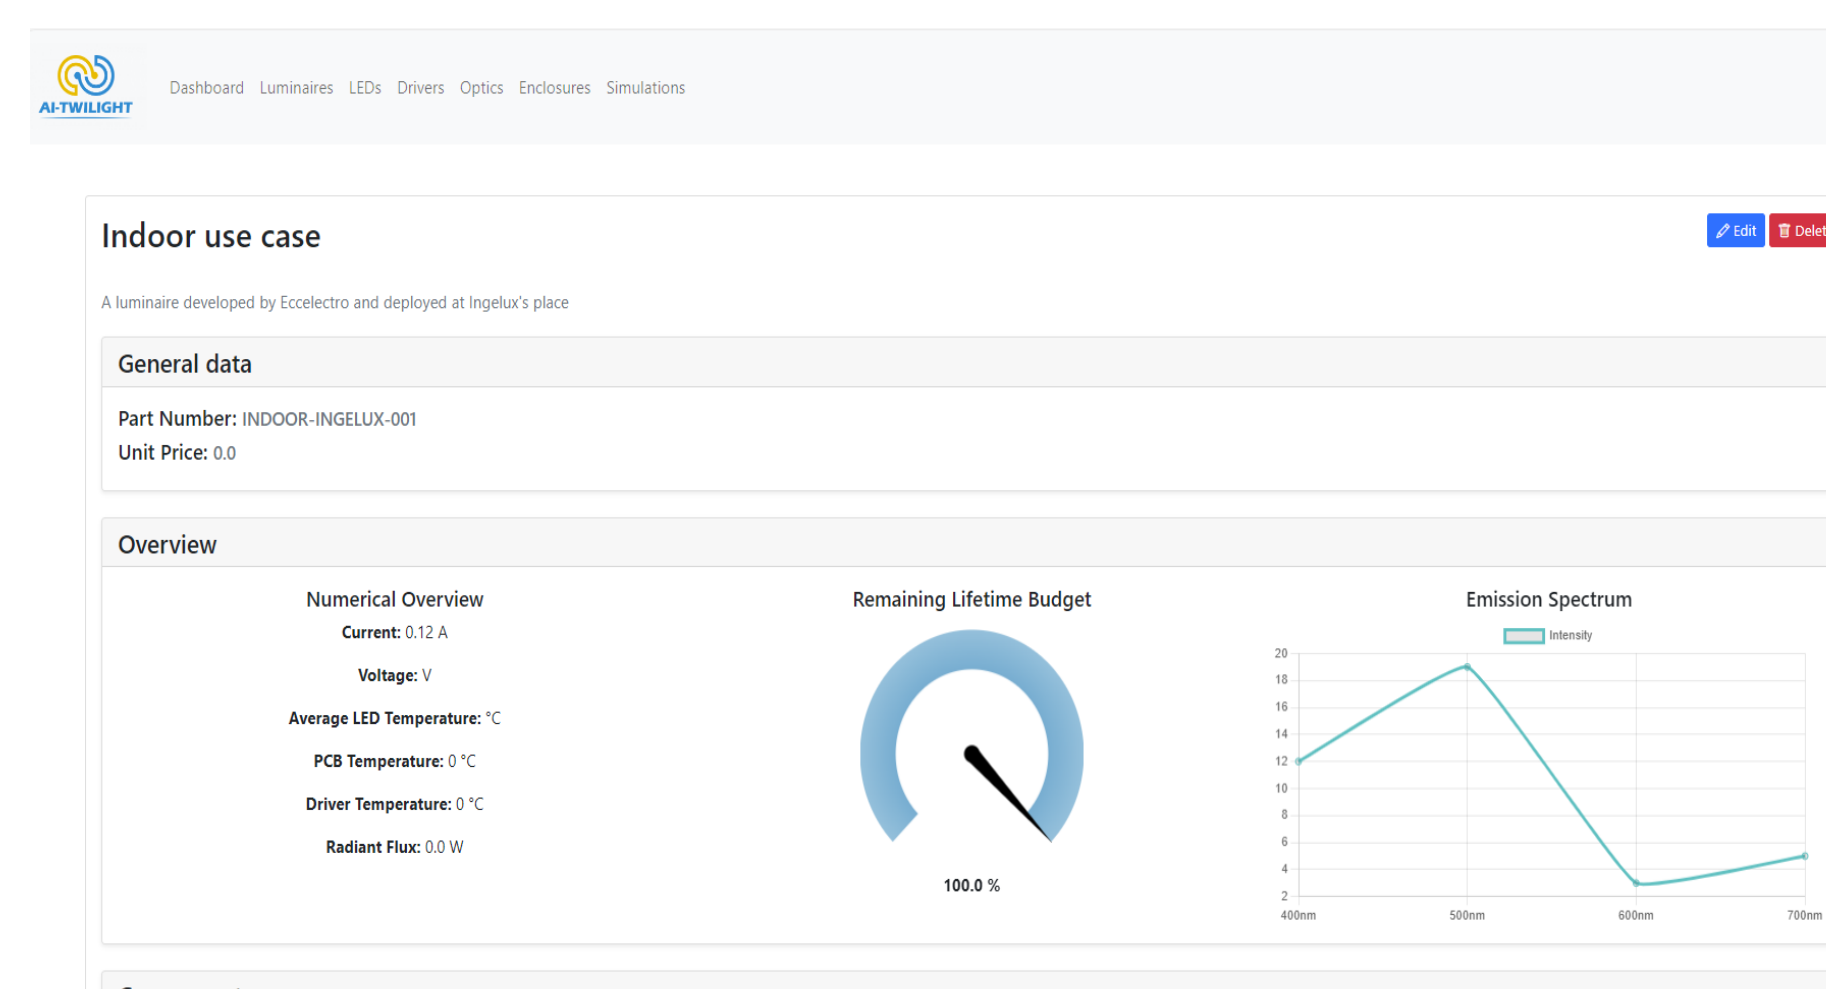 AI-TWILIGHT
Dashboard Luminaires LEDs Drivers Optics Enclosures Simulations
Indoor use case
Edit Delet
A luminaire developed by Eccelectro and deployed at Ingelux's place
General data
Part Number: INDOOR-INGELUX-001
Unit Price: 0.0
Overview
Numerical Overview
Current: 0.12 A
Voltage: V
Average LED Temperature: °C
PCB Temperature: 0 °C
Driver Temperature: 0 °C
Radiant Flux: 0.0 W
Remaining Lifetime Budget
100.0 %
Emission Spectrum
Intensity
20
18
16
14
12
10
8
6
4
2
400nm 500nm 600nm 700nm